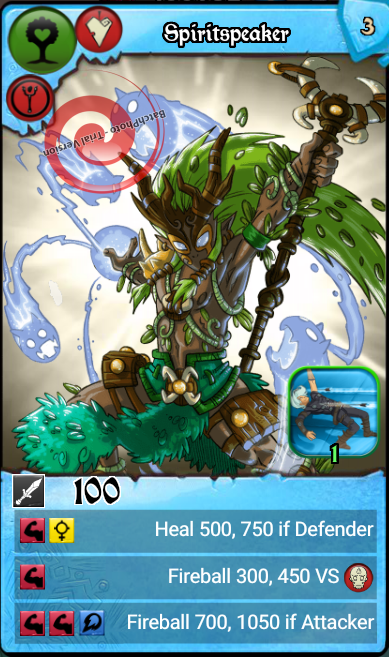 Spiritspeaker
3
BatchPhoto - Trial Version
1
100
Heal 500, 750 if Defender
Fireball 300, 450 VS
Fireball 700, 1050 if Attacker